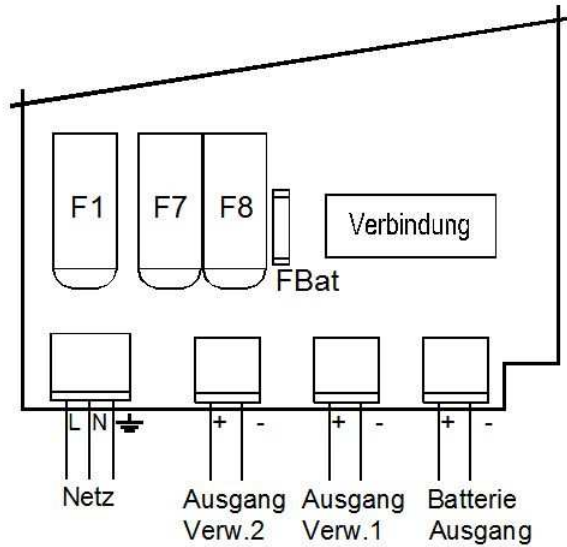 F1 F7 F8
Verbindung
FBat
L N + - + - + -
Netz
Ausgang Verw.2
Ausgang Verw.1
Batterie Ausgang